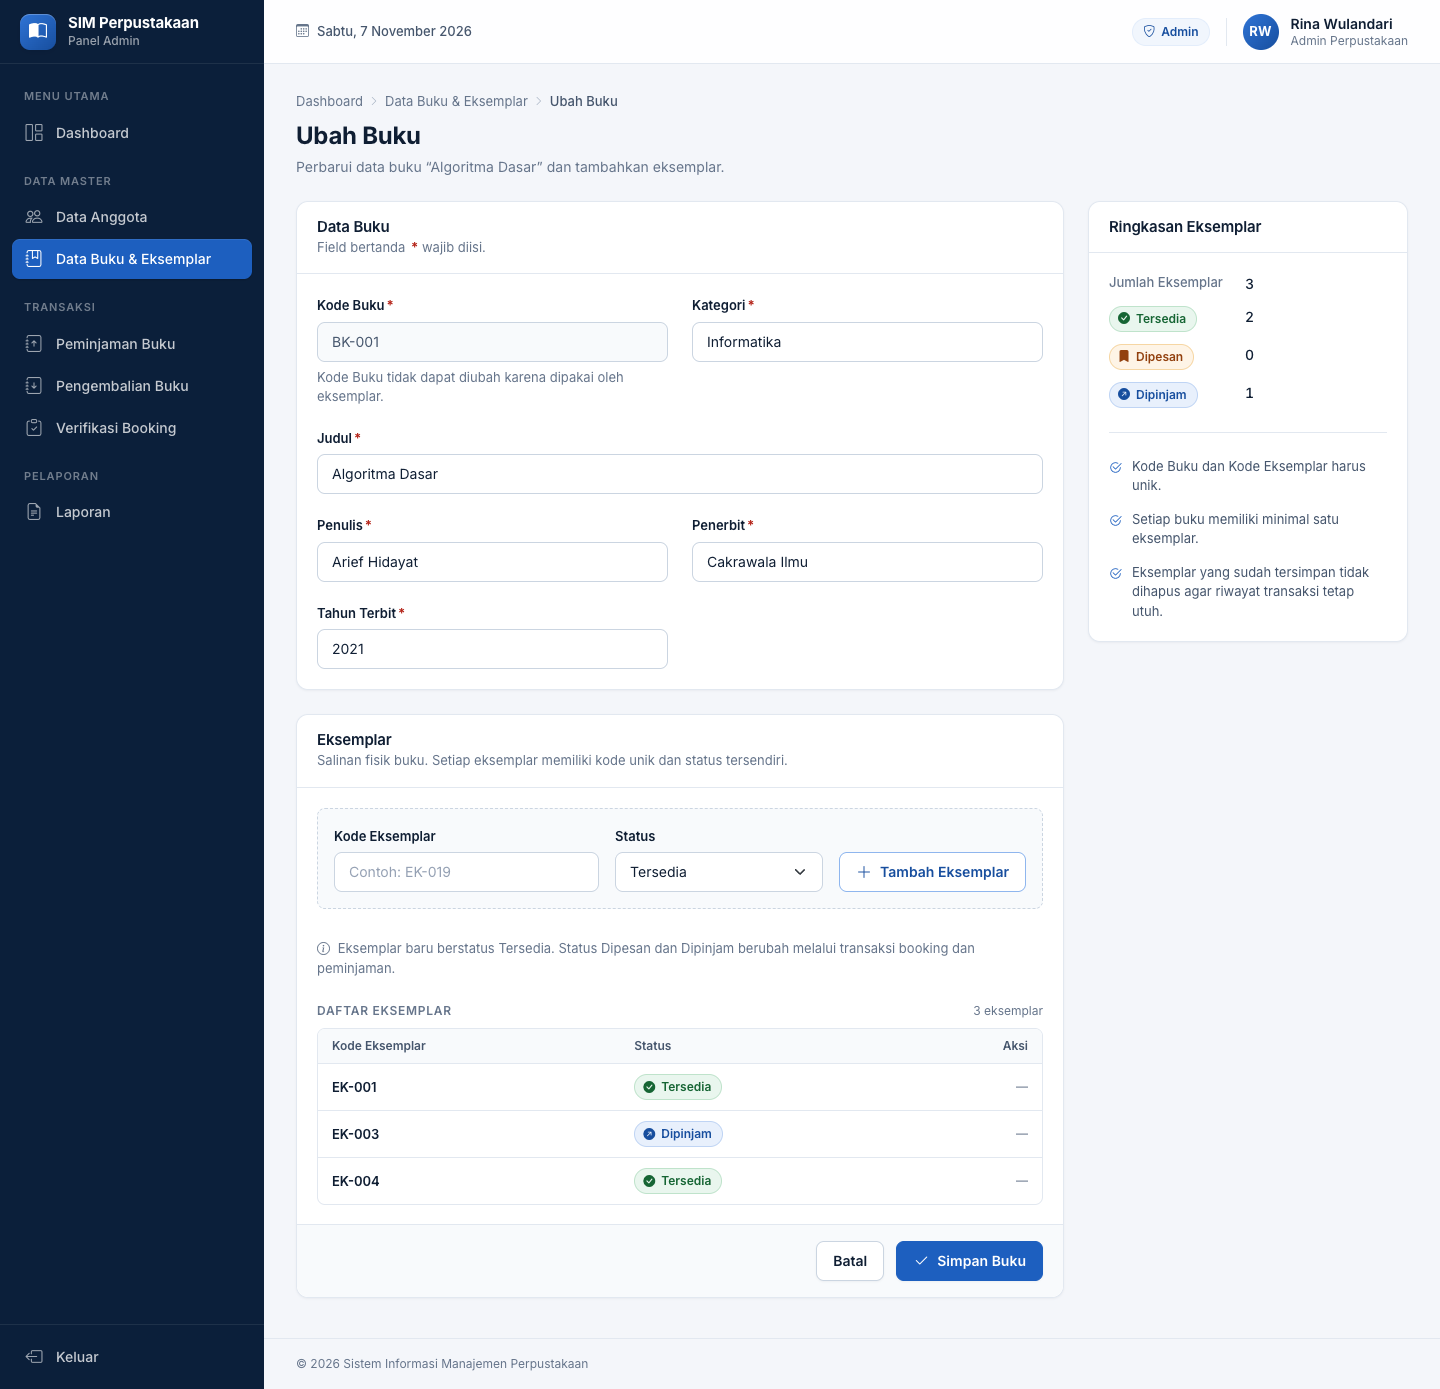 SIM Perpustakaan
Panel Admin
MENU UTAMA
Dashboard
DATA MASTER
Data Anggota
Data Buku & Eksemplar
TRANSAKSI
Peminjaman Buku
Pengembalian Buku
Verifikasi Booking
PELAPORAN
Laporan
Keluar
Sabtu, 7 November 2026
Admin
RW
Rina Wulandari
Admin Perpustakaan
Dashboard > Data Buku & Eksemplar > Ubah Buku
Ubah Buku
Perbarui data buku “Algoritma Dasar” dan tambahkan eksemplar.
Data Buku
Field bertanda * wajib diisi.
Kode Buku *
BK-001
Kode Buku tidak dapat diubah karena dipakai oleh
eksemplar.
Kategori *
Informatika
Judul *
Algoritma Dasar
Penulis *
Arief Hidayat
Penerbit *
Cakrawala Ilmu
Tahun Terbit *
2021
Eksemplar
Salinan fisik buku. Setiap eksemplar memiliki kode unik dan status tersendiri.
Kode Eksemplar
Contoh: EK-019
Status
Tersedia
Tambah Eksemplar
Eksemplar baru berstatus Tersedia. Status Dipesan dan Dipinjam berubah melalui transaksi booking dan
peminjaman.
DAFTAR EKSEMPLAR 3 eksemplar
Kode Eksemplar Status Aksi
EK-001 Tersedia —
EK-003 Dipinjam —
EK-004 Tersedia —
Batal
Simpan Buku
Ringkasan Eksemplar
Jumlah Eksemplar 3
Tersedia 2
Dipesan 0
Dipinjam 1
Kode Buku dan Kode Eksemplar harus
unik.
Setiap buku memiliki minimal satu
eksemplar.
Eksemplar yang sudah tersimpan tidak
dihapus agar riwayat transaksi tetap
utuh.
© 2026 Sistem Informasi Manajemen Perpustakaan